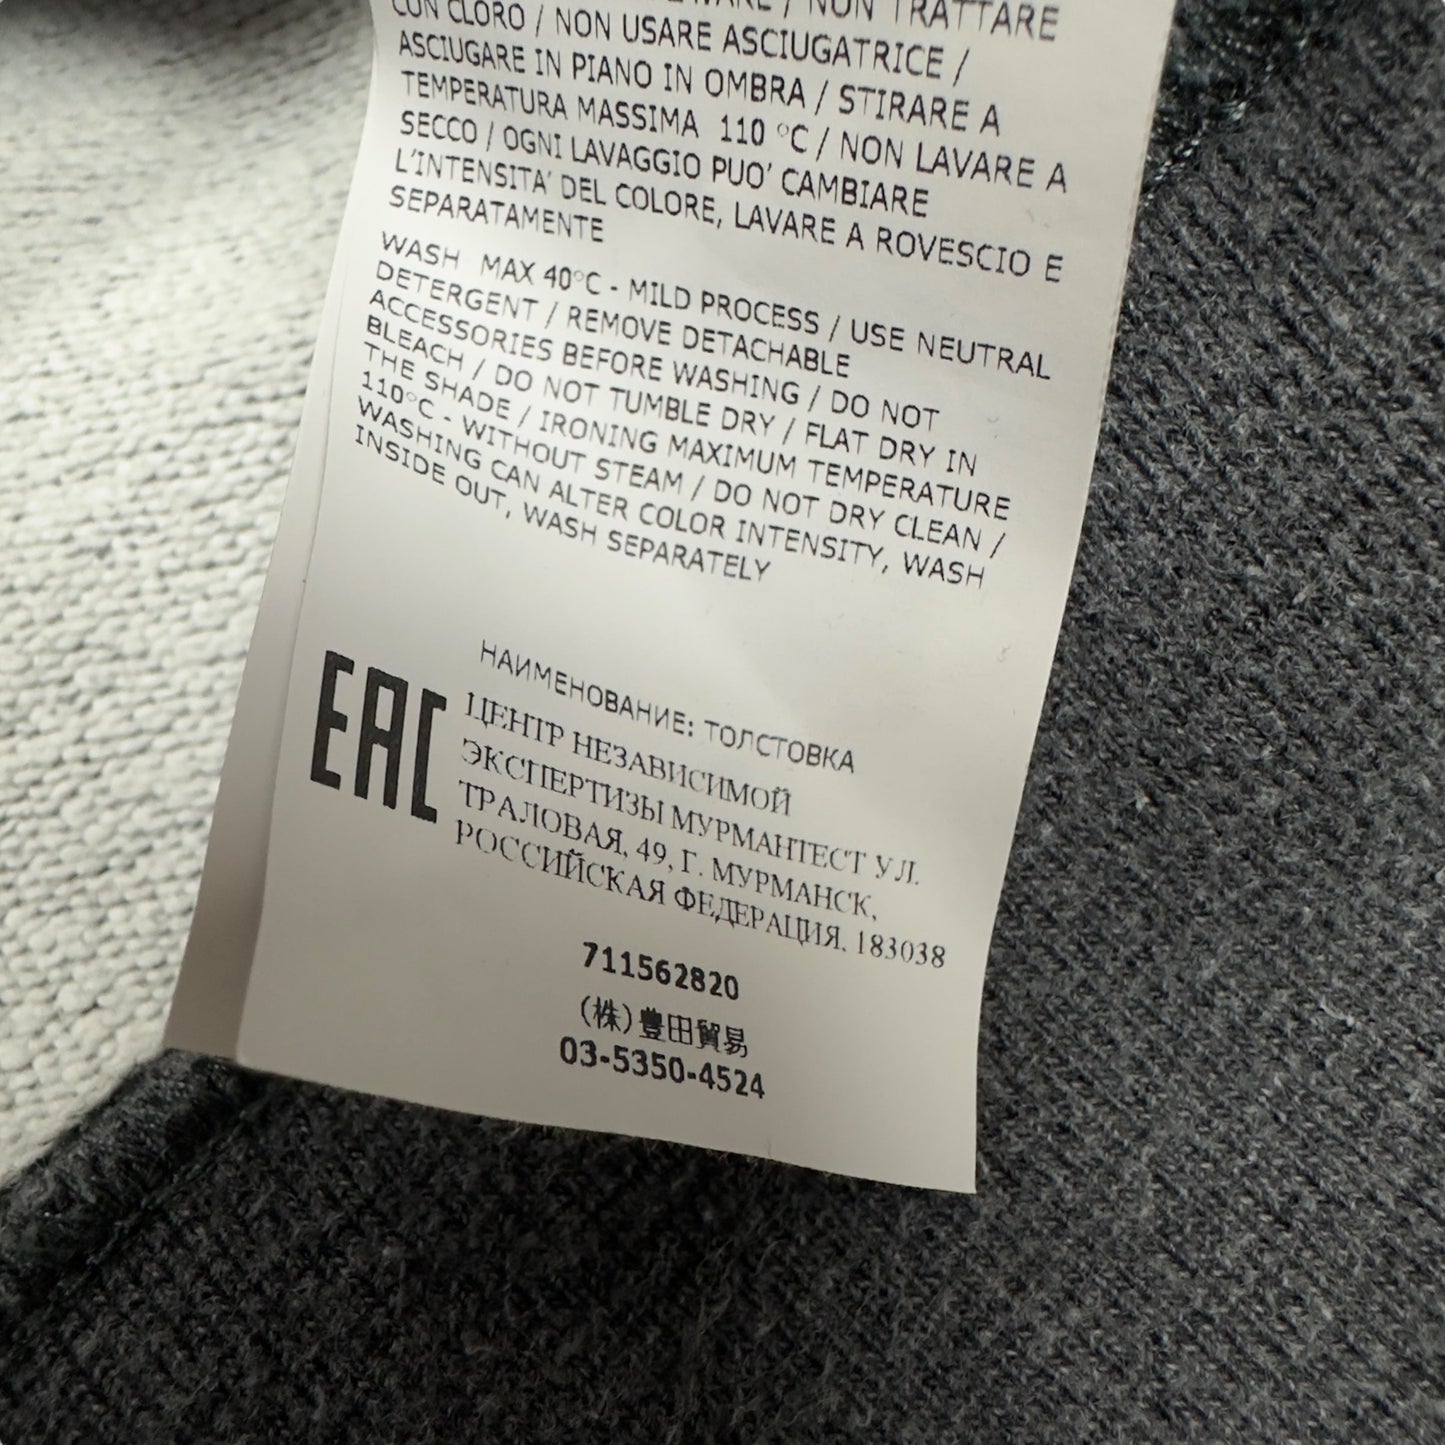 NON TRATTARE
CON CLORO / NON USARE ASCIUGATRICE /
ASCIUGARE IN PIANO IN OMBRA / STIRARE A
TEMPERATURA MASSIMA 110 °C / NON LAVARE A
SECCO / OGNI LAVAGGIO PUO' CAMBIARE
L'INTENSITA' DEL COLORE, LAVARE A ROVESCIO E
SEPARATAMENTE
WASH MAX 40°C - MILD PROCESS / USE NEUTRAL
DETERGENT / REMOVE DETACHABLE
ACCESSORIES BEFORE WASHING / DO NOT
BLEACH / DO NOT TUMBLE DRY / FLAT DRY IN
THE SHADE / IRONING MAXIMUM TEMPERATURE
110°C - WITHOUT STEAM / DO NOT DRY CLEAN /
WASHING CAN ALTER COLOR INTENSITY, WASH
INSIDE OUT, WASH SEPARATELY
EAC
НАИМЕНОВАНИЕ: ТОЛСТОВКА
ЦЕНТР НЕЗАВИСИМОЙ
ЭКСПЕРТИЗЫ МУРМАНТЕСТ УЛ.
ТРАЛОВАЯ, 49, Г. МУРМАНСК,
РОССИЙСКАЯ ФЕДЕРАЦИЯ, 183038
711562820
(株)豊田貿易
03-5350-4524